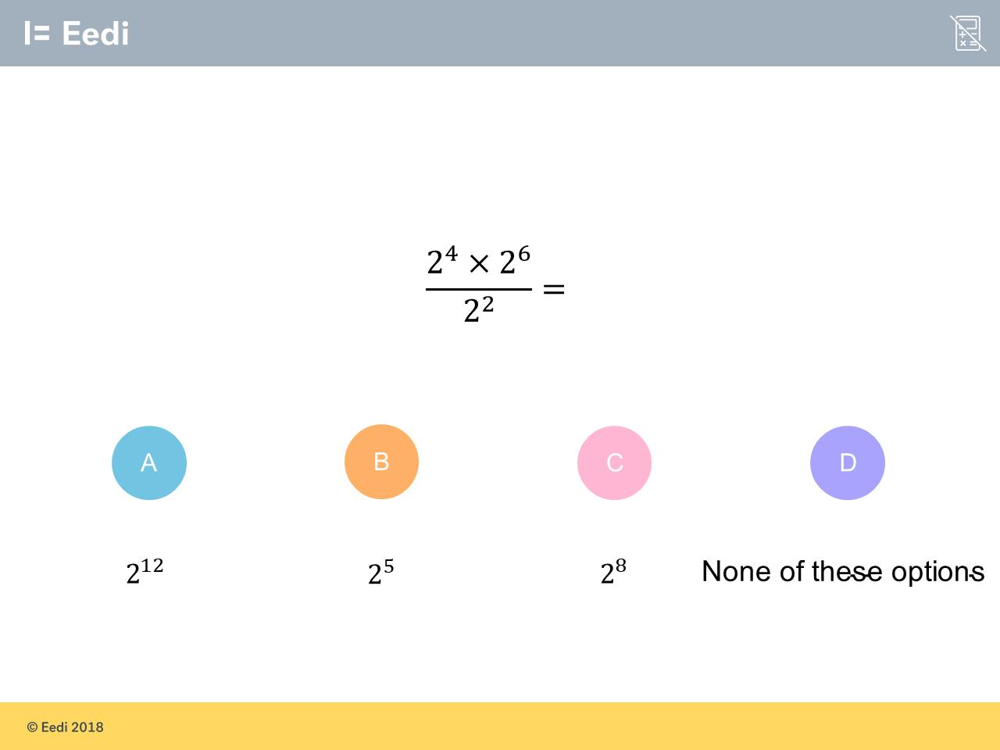 Eedi
2⁴ × 2⁶
2² =
A
B
C
D
2¹²
2⁵
2⁸
None of these options
© Eedi 2018